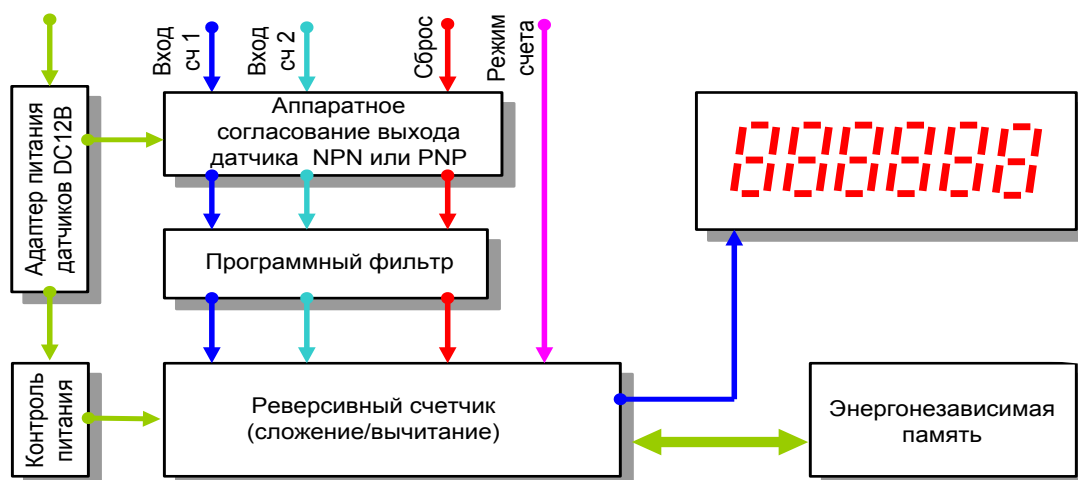 Вход
сч 1
Вход
сч 2
Сброс
Режим
счета
Адаптер питания
датчиков DC12В
Аппаратное
согласование выхода
датчика NPN или PNP
888888
Программный фильтр
Контроль
питания
Реверсивный счетчик
(сложение/вычитание)
Энергонезависимая
память